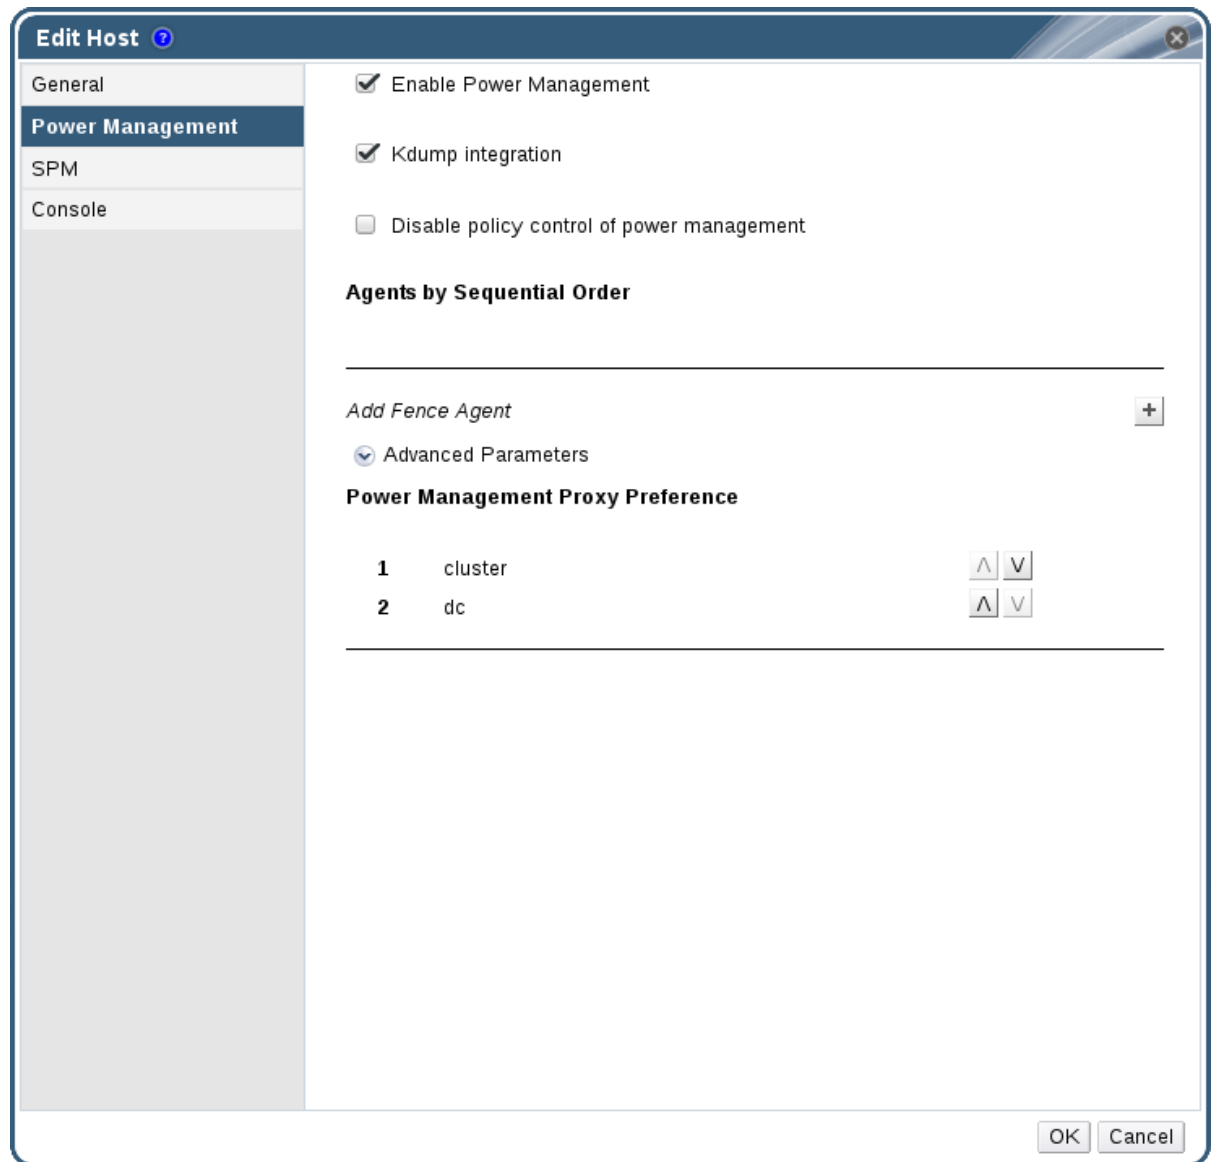 Edit Host ?
General
Power Management
SPM
Console
Enable Power Management
Kdump integration
Disable policy control of power management
Agents by Sequential Order
Add Fence Agent +
Advanced Parameters
Power Management Proxy Preference
1 cluster
2 dc
OK Cancel